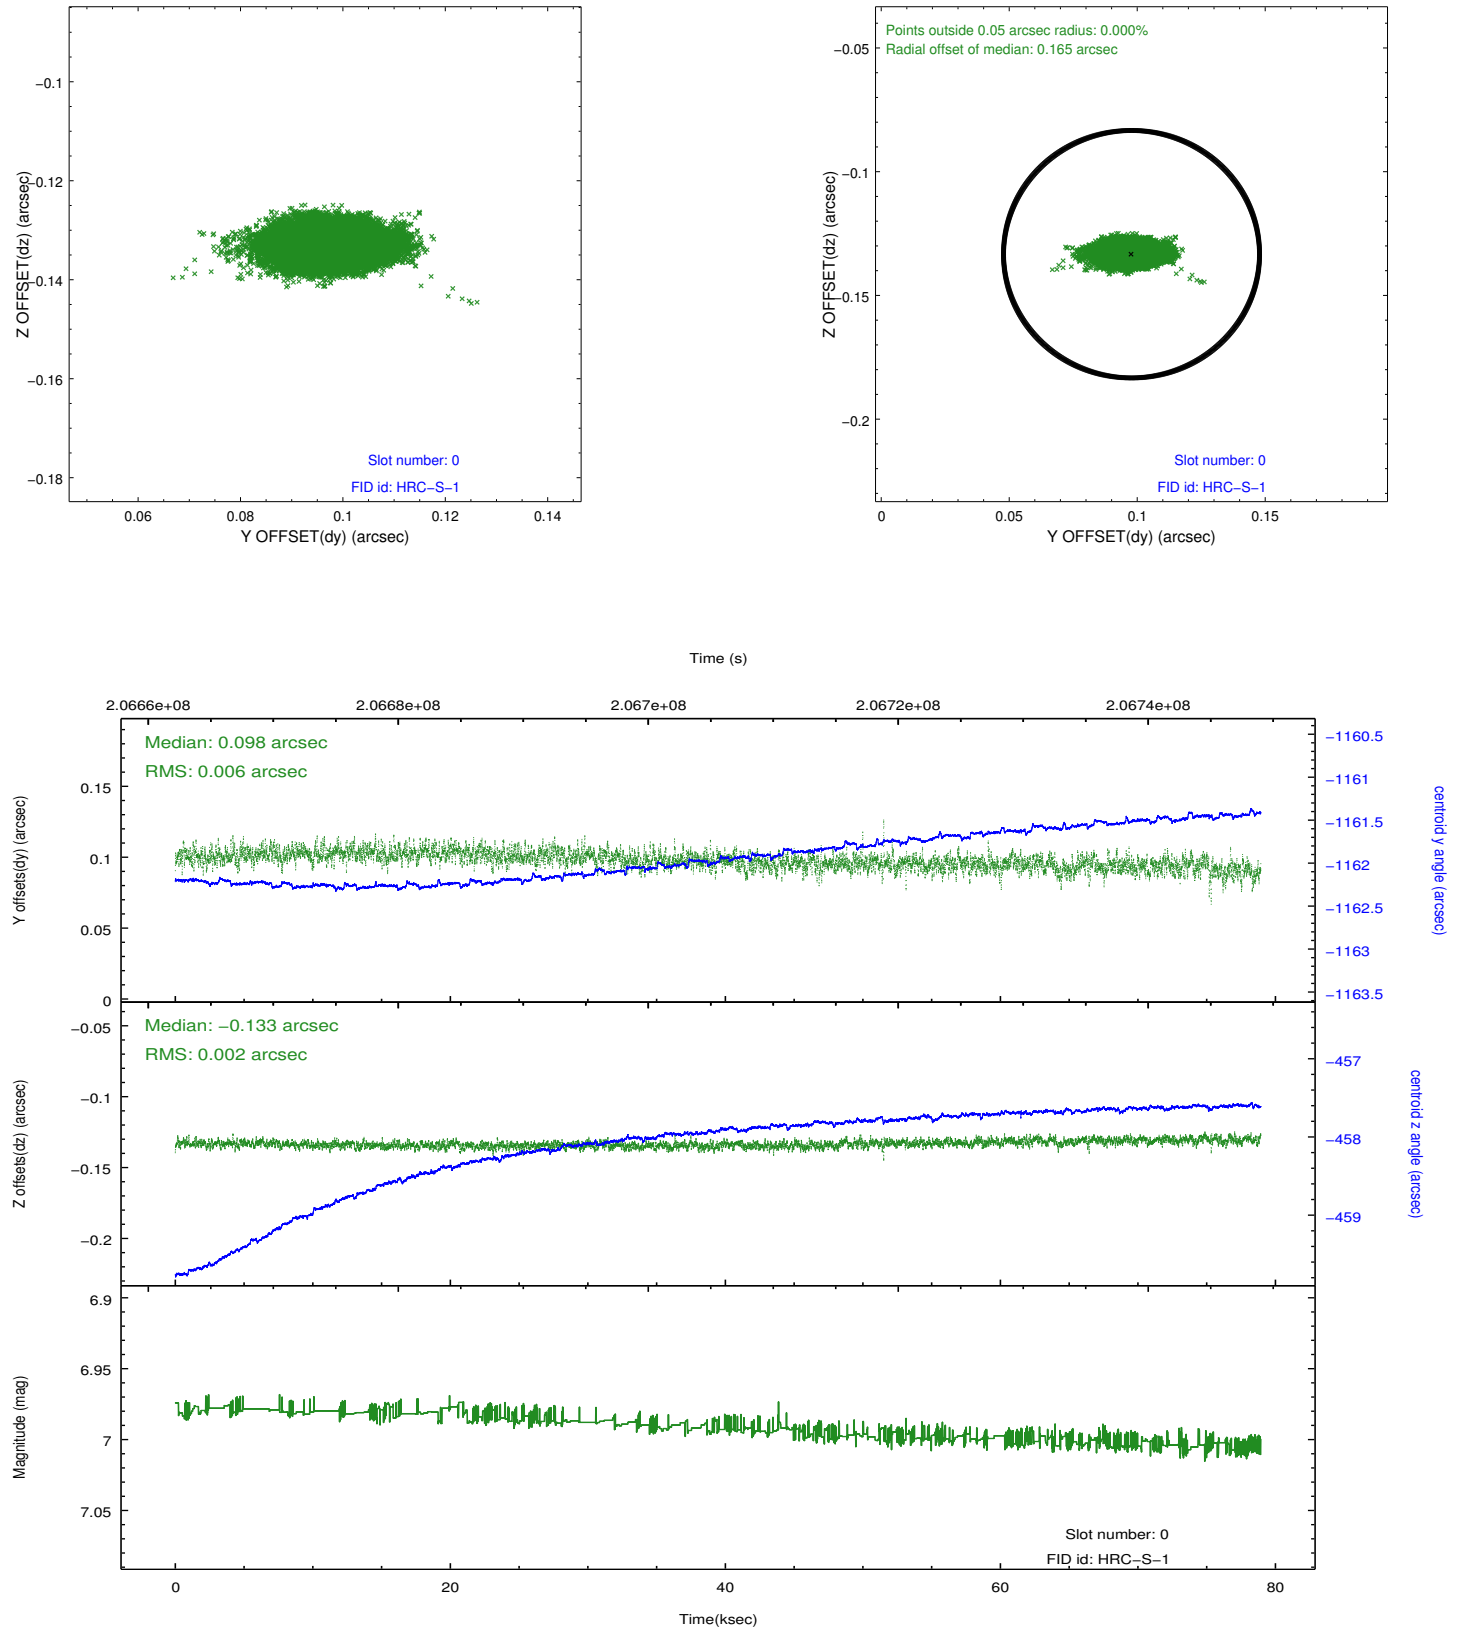 −0.1
−0.12
−0.14
−0.16
−0.18
Z OFFSET(dz) (arcsec)
Slot number: 0
FID id: HRC−S−1
0.06 0.08 0.1 0.12 0.14
Y OFFSET(dy) (arcsec)
Points outside 0.05 arcsec radius: 0.000%
Radial offset of median: 0.165 arcsec
−0.05
−0.1
−0.15
−0.2
Z OFFSET(dz) (arcsec)
Slot number: 0
FID id: HRC−S−1
0 0.05 0.1 0.15
Y OFFSET(dy) (arcsec)
Time (s)
2.0666e+08 2.0668e+08 2.067e+08 2.0672e+08 2.0674e+08
Median: 0.098 arcsec
RMS: 0.006 arcsec
0.15
0.1
0.05
0
Y offsets(dy) (arcsec)
−1160.5
−1161
−1161.5
−1162
−1162.5
−1163
−1163.5
centroid y angle (arcsec)
Median: −0.133 arcsec
RMS: 0.002 arcsec
−0.05
−0.1
−0.15
−0.2
Z offsets(dz) (arcsec)
−457
−458
−459
centroid z angle (arcsec)
6.9
6.95
7
7.05
Magnitude (mag)
Slot number: 0
FID id: HRC−S−1
0 20 40 60 80
Time(ksec)